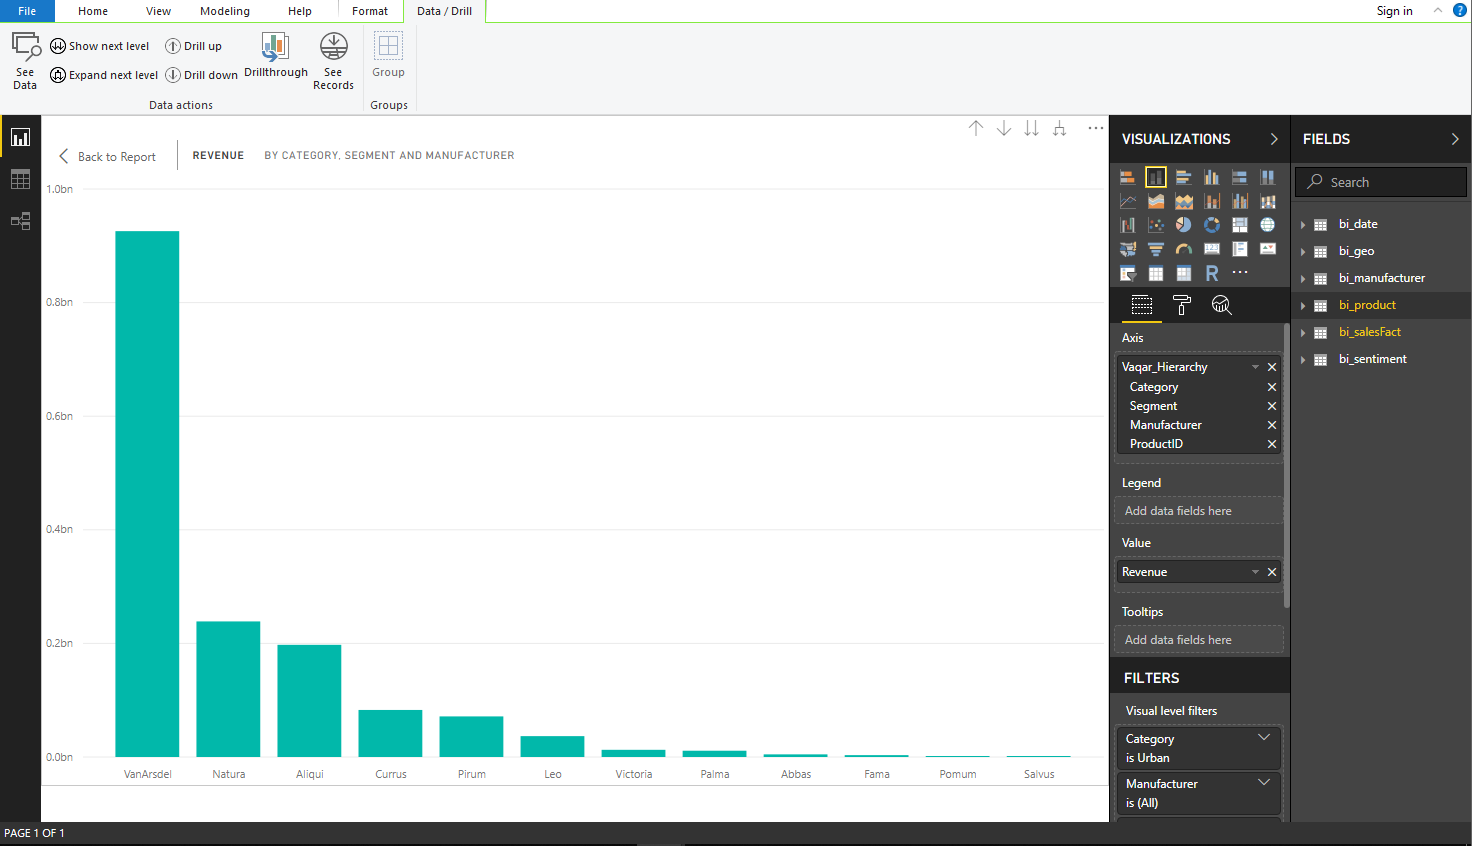 File Home View Modeling Help Format Data / Drill Sign in ?
See Data
Show next level
Expand next level
Drill up
Drill down
Drillthrough
See Records
Group
Data actions
Groups
Back to Report
REVENUE BY CATEGORY, SEGMENT AND MANUFACTURER
1.0bn
0.8bn
0.6bn
0.4bn
0.2bn
0.0bn
VanArsdel Natura Aliqui Currus Pirum Leo Victoria Palma Abbas Fama Pomum Salvus
VISUALIZATIONS
R
Axis
Vaqar_Hierarchy
Category
Segment
Manufacturer
ProductID
Legend
Add data fields here
Value
Revenue
Tooltips
Add data fields here
FILTERS
Visual level filters
Category
is Urban
Manufacturer
is (All)
FIELDS
Search
bi_date
bi_geo
bi_manufacturer
bi_product
bi_salesFact
bi_sentiment
PAGE 1 OF 1